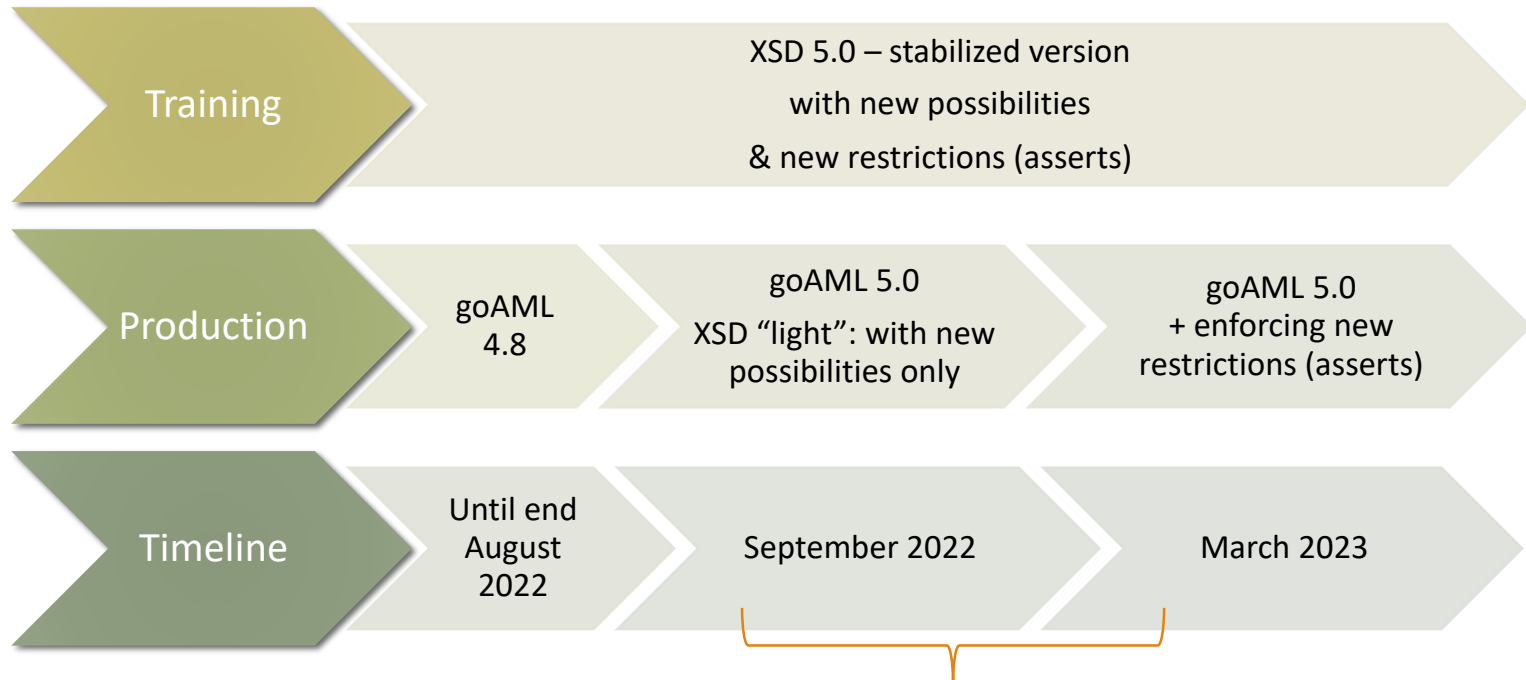 Training
XSD 5.0 – stabilized version
with new possibilities
& new restrictions (asserts)
Production
goAML
4.8
goAML 5.0
XSD “light”: with new
possibilities only
goAML 5.0
+ enforcing new
restrictions (asserts)
Timeline
Until end
August
2022
September 2022
March 2023